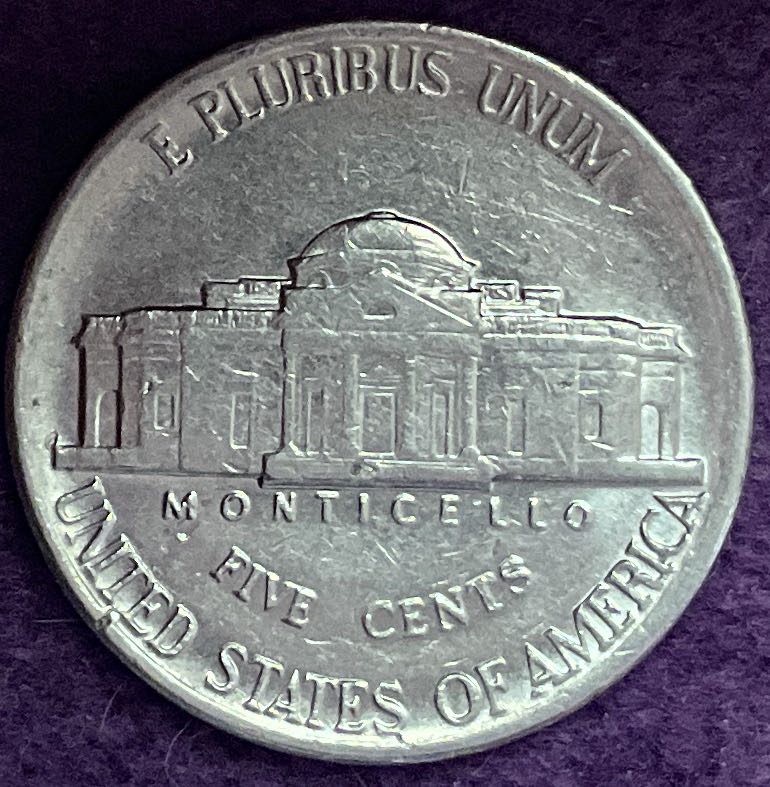 E PLURIBUS UNUM
MONTICELLO
FIVE CENTS
UNITED STATES OF AMERICA